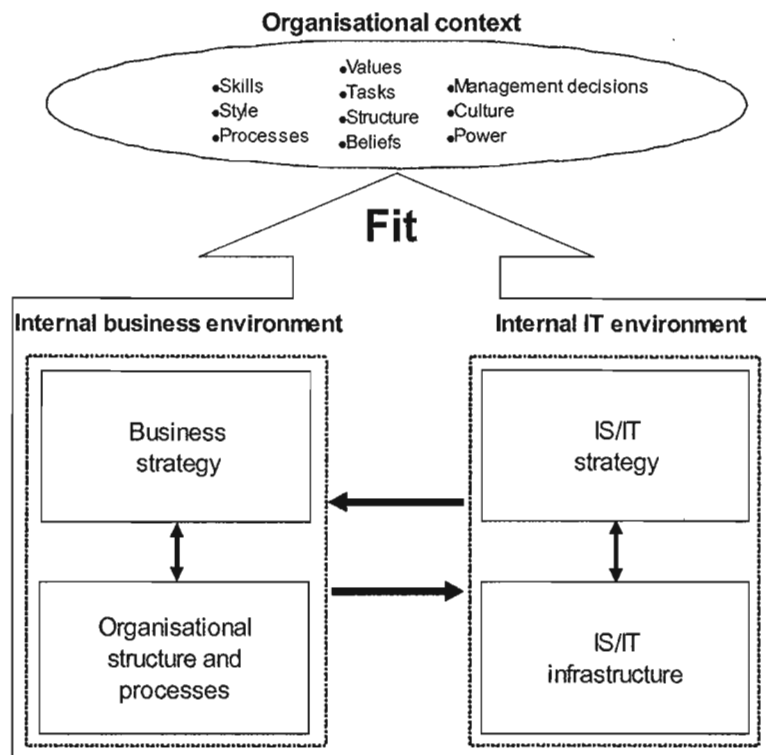 Organisational context
•Skills
•Style
•Processes
•Values
•Tasks
•Structure
•Beliefs
•Management decisions
•Culture
•Power
Fit
Internal business environment
Business
strategy
Organisational
structure and
processes
Internal IT environment
IS/IT
strategy
IS/IT
infrastructure